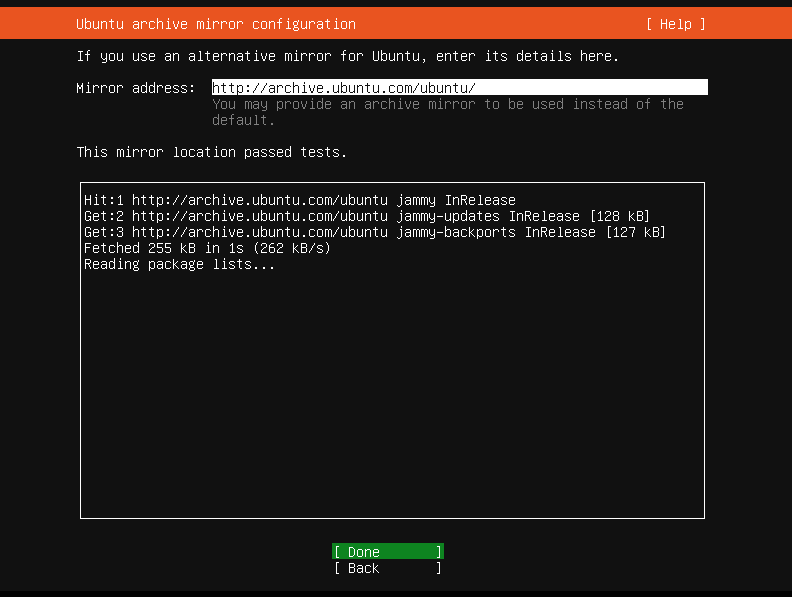 Ubuntu archive mirror configuration [ Help ]
If you use an alternative mirror for Ubuntu, enter its details here.
Mirror address: http://archive.ubuntu.com/ubuntu/
You may provide an archive mirror to be used instead of the
default.
This mirror location passed tests.
Hit:1 http://archive.ubuntu.com/ubuntu jammy InRelease
Get:2 http://archive.ubuntu.com/ubuntu jammy-updates InRelease [128 kB]
Get:3 http://archive.ubuntu.com/ubuntu jammy-backports InRelease [127 kB]
Fetched 255 kB in 1s (262 kB/s)
Reading package lists...
[ Done ]
[ Back ]